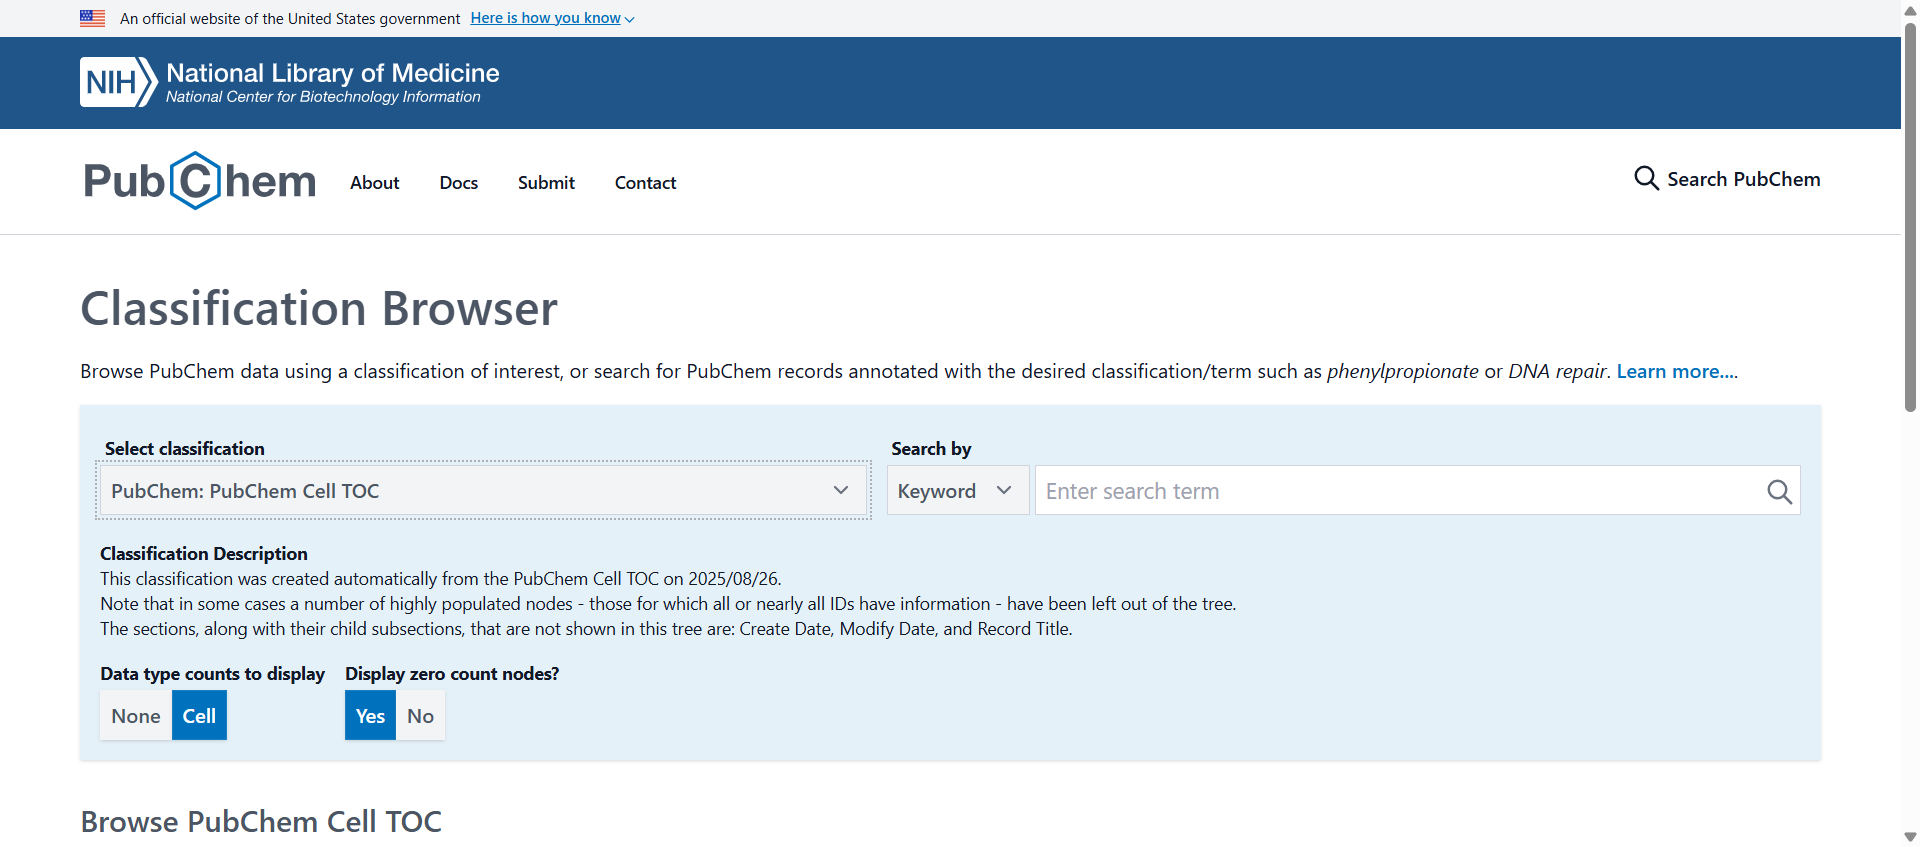 An official website of the United States government Here is how you know
NIH National Library of Medicine
National Center for Biotechnology Information
PubChem About Docs Submit Contact Search PubChem
Classification Browser
Browse PubChem data using a classification of interest, or search for PubChem records annotated with the desired classification/term such as phenylpropionate or DNA repair. Learn more....
Select classification Search by
PubChem: PubChem Cell TOC Keyword Enter search term
Classification Description
This classification was created automatically from the PubChem Cell TOC on 2025/08/26.
Note that in some cases a number of highly populated nodes - those for which all or nearly all IDs have information - have been left out of the tree.
The sections, along with their child subsections, that are not shown in this tree are: Create Date, Modify Date, and Record Title.
Data type counts to display Display zero count nodes?
None Cell Yes No
Browse PubChem Cell TOC